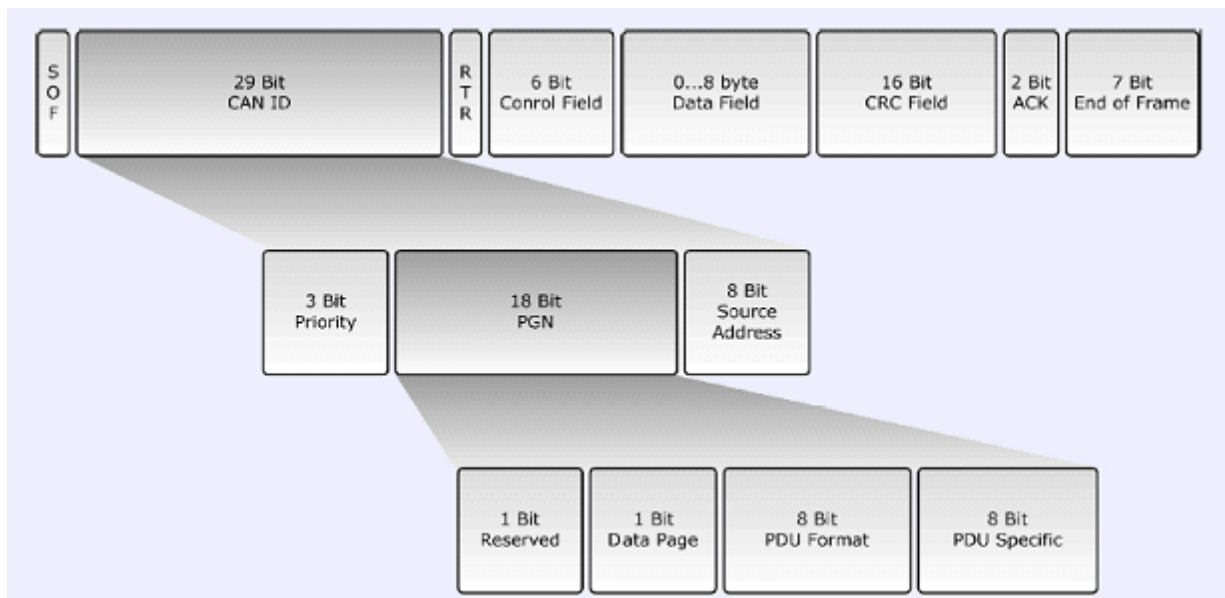 S
O
F
29 Bit
CAN ID
R
T
R
6 Bit
Conrol Field
0...8 byte
Data Field
16 Bit
CRC Field
2 Bit
ACK
7 Bit
End of Frame
3 Bit
Priority
18 Bit
PGN
8 Bit
Source
Address
1 Bit
Reserved
1 Bit
Data Page
8 Bit
PDU Format
8 Bit
PDU Specific